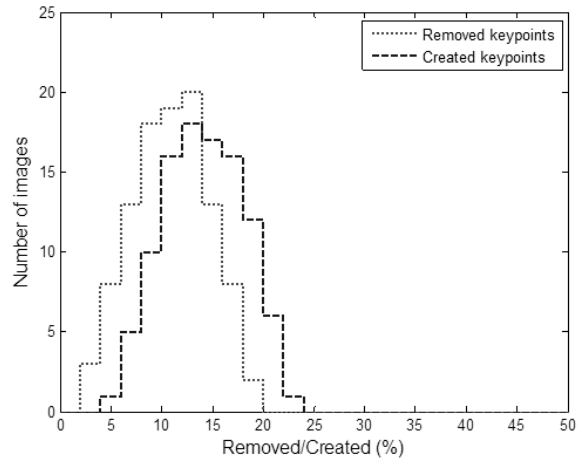 25
20
15
10
5
0
Number of images
Removed keypoints
Created keypoints
0 5 10 15 20 25 30 35 40 45 50
Removed/Created (%)